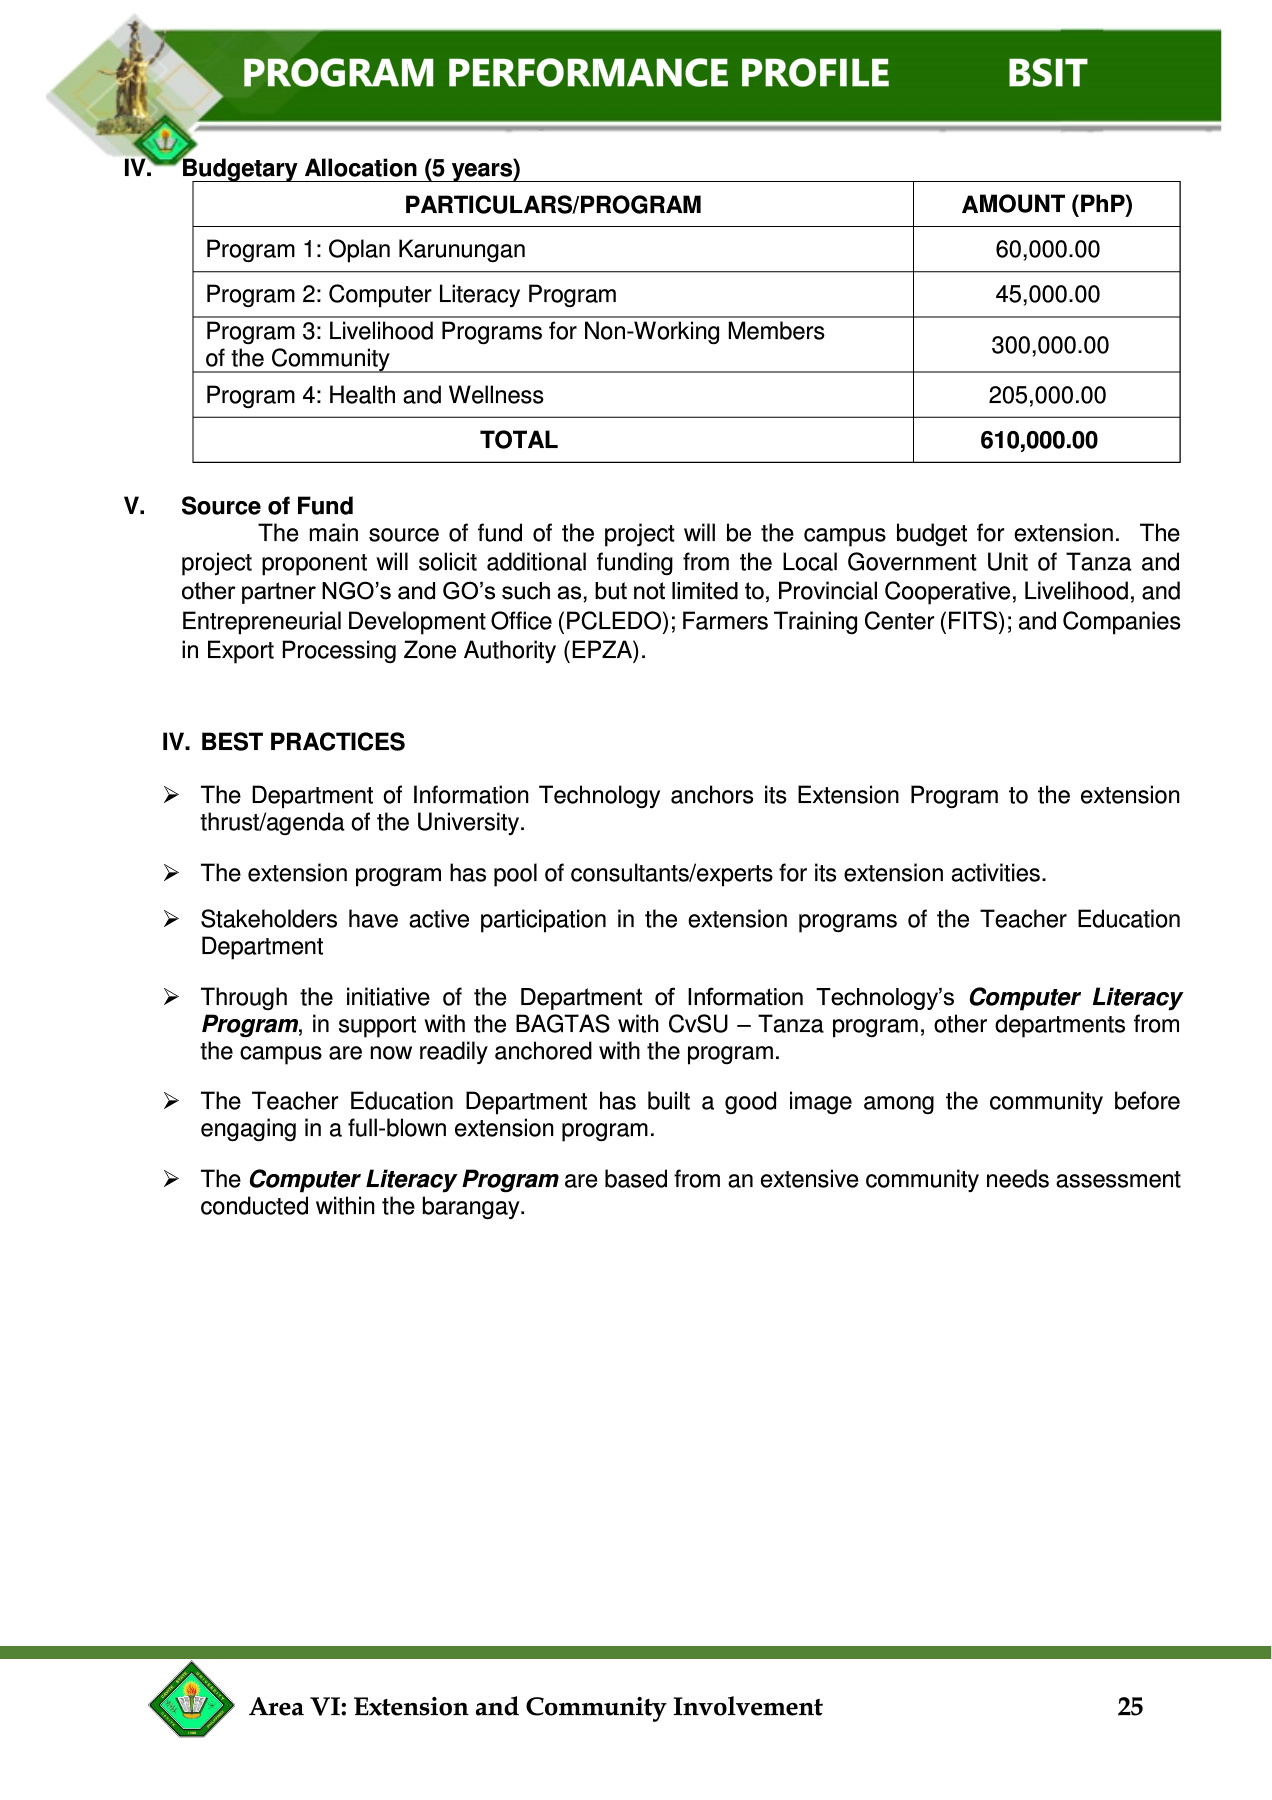 PROGRAM PERFORMANCE PROFILE BSIT
IV. Budgetary Allocation (5 years)
PARTICULARS/PROGRAM AMOUNT (PhP)
Program 1: Oplan Karunungan 60,000.00
Program 2: Computer Literacy Program 45,000.00
Program 3: Livelihood Programs for Non-Working Members
of the Community 300,000.00
Program 4: Health and Wellness 205,000.00
TOTAL 610,000.00
V. Source of Fund
The main source of fund of the project will be the campus budget for extension. The
project proponent will solicit additional funding from the Local Government Unit of Tanza and
other partner NGO’s and GO’s such as, but not limited to, Provincial Cooperative, Livelihood, and
Entrepreneurial Development Office (PCLEDO); Farmers Training Center (FITS); and Companies
in Export Processing Zone Authority (EPZA).
IV. BEST PRACTICES
➢ The Department of Information Technology anchors its Extension Program to the extension
thrust/agenda of the University.
➢ The extension program has pool of consultants/experts for its extension activities.
➢ Stakeholders have active participation in the extension programs of the Teacher Education
Department
➢ Through the initiative of the Department of Information Technology’s Computer Literacy
Program, in support with the BAGTAS with CvSU – Tanza program, other departments from
the campus are now readily anchored with the program.
➢ The Teacher Education Department has built a good image among the community before
engaging in a full-blown extension program.
➢ The Computer Literacy Program are based from an extensive community needs assessment
conducted within the barangay.
Area VI: Extension and Community Involvement 25